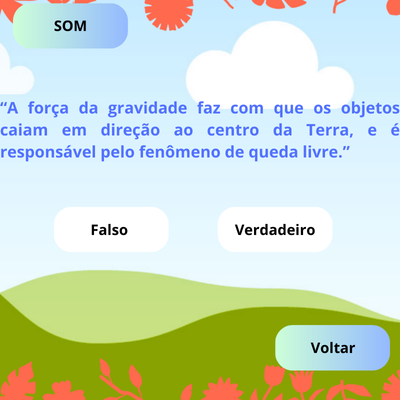 SOM
“A força da gravidade faz com que os objetos
caiam em direção ao centro da Terra, e é
responsável pelo fenômeno de queda livre.”
Falso
Verdadeiro
Voltar